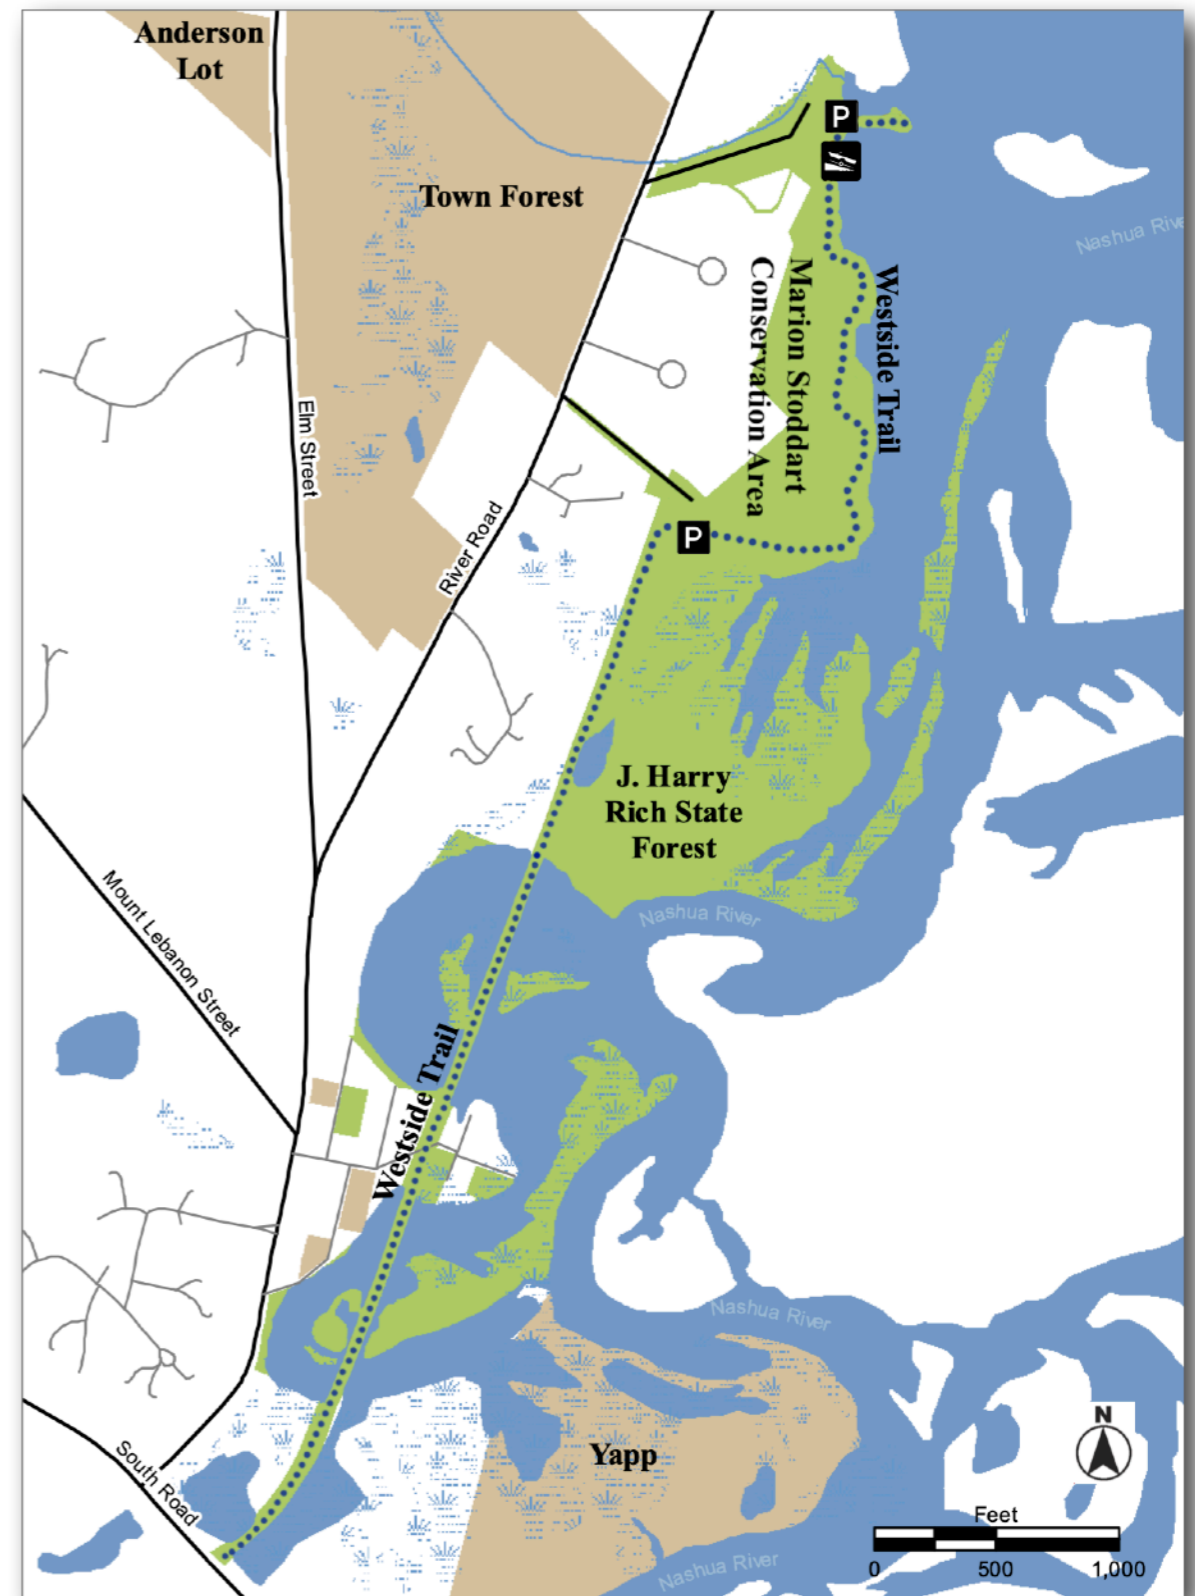 Anderson
Lot
P
Town Forest
Nashua Rive
Marion Stoddart
Conservation Area
Westside Trail
Elm Street
River Road
P
J. Harry
Rich State
Forest
Mount Lebanon Street
Nashua River
Westside Trail
Nashua River
N
South Road
Yapp
Feet
0 500 1,000
Nashua River